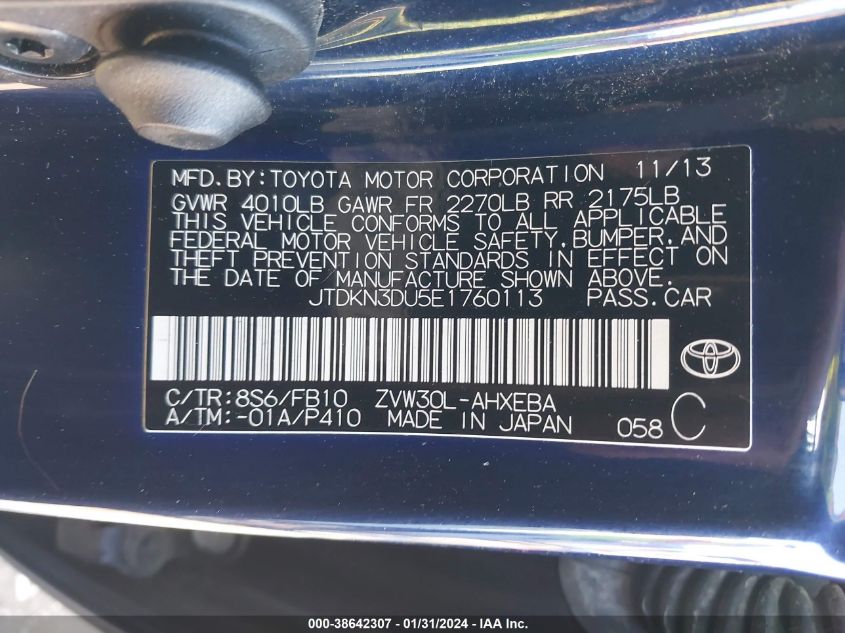 MFD.BY:TOYOTA MOTOR CORPORATION 11/13
GVWR 4010LB GAWR FR 2270LB RR 2175LB
THIS VEHICLE CONFORMS TO ALL APPLICABLE
FEDERAL MOTOR VEHICLE SAFETY,BUMPER,AND
THEFT PREVENTION STANDARDS IN EFFECT ON
THE DATE OF MANUFACTURE SHOWN ABOVE.
JTDKN3DU5E1760113 PASS.CAR
C/TR:8S6/FB10 ZVW30L-AHXEBA
A/TM:-01A/P410 MADE IN JAPAN 058 C
000-38642307 - 01/31/2024 - IAA Inc.